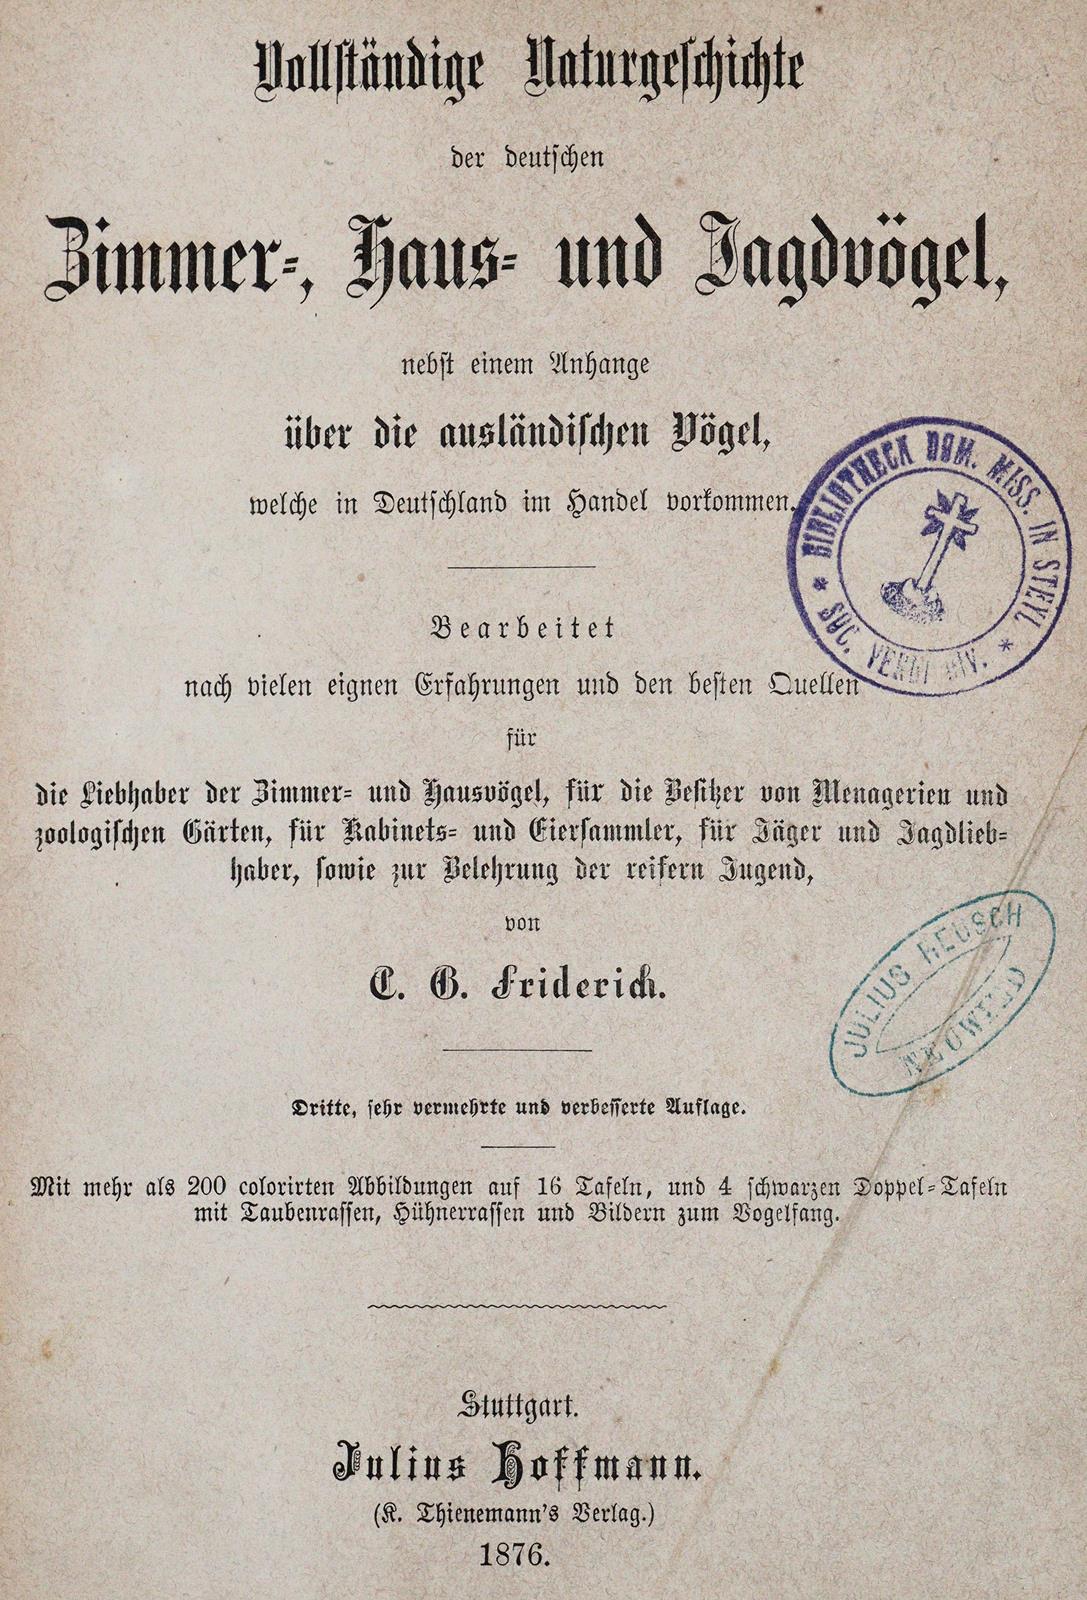 Vollständige Naturgeschichte
der deutschen
Zimmer-, Haus- und Jagdvögel,
nebst einem Anhange
über die ausländischen Vögel,
welche in Deutschland im Handel vorkommen.
* BIBLIOTHECK DOM. MISS. IN STEYL *
SOC. VERBI DIV.
Bearbeitet
nach vielen eignen Erfahrungen und den besten Quellen
für
die Liebhaber der Zimmer- und Hausvögel, für die Besitzer von Menagerien und
zoologischen Gärten, für Kabinets- und Eiersammler, für Jäger und Jagdlieb-
haber, sowie zur Belehrung der reifern Jugend,
von
C. G. Friderich.
JULIUS REUSCH
NEUWIED
Dritte, sehr vermehrte und verbesserte Auflage.
Mit mehr als 200 colorirten Abbildungen auf 16 Tafeln, und 4 schwarzen Doppel-Tafeln
mit Taubenrassen, Hühnerrassen und Bildern zum Vogelfang.
Stuttgart.
Julius Hoffmann.
(K. Thienemann's Verlag.)
1876.